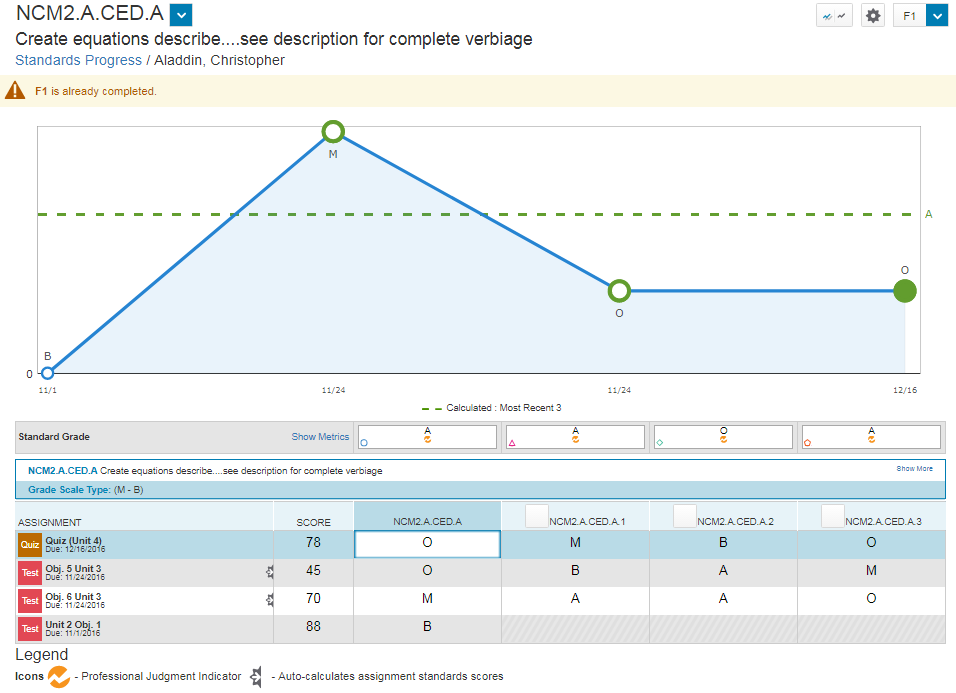 NCM2.A.CED.A
F1
Create equations describe....see description for complete verbiage
Standards Progress / Aladdin, Christopher
F1 is already completed.
M
A
O
O
B
0
11/1 11/24 11/24 12/16
Calculated : Most Recent 3
Standard Grade Show Metrics A A O A
NCM2.A.CED.A Create equations describe....see description for complete verbiage Show More
Grade Scale Type: (M - B)
ASSIGNMENT SCORE NCM2.A.CED.A NCM2.A.CED.A.1 NCM2.A.CED.A.2 NCM2.A.CED.A.3
Quiz Quiz (Unit 4) 78 O M B O
Due: 12/16/2016
Test Obj. 5 Unit 3 45 O B A M
Due: 11/24/2016
Test Obj. 6 Unit 3 70 M A A O
Due: 11/24/2016
Test Unit 2 Obj. 1 88 B
Due: 11/1/2016
Legend
Icons - Professional Judgment Indicator - Auto-calculates assignment standards scores